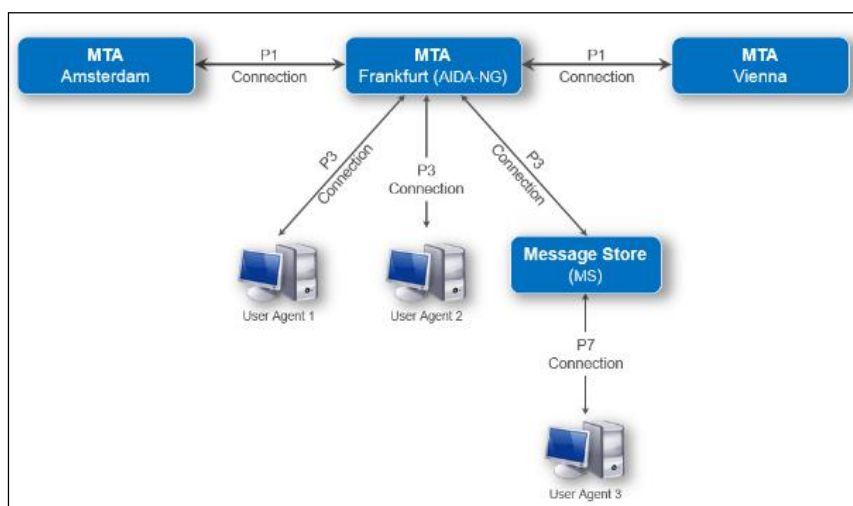 MTA
Amsterdam
P1
Connection
MTA
Frankfurt (AIDA-NG)
P1
Connection
MTA
Vienna
P3
Connection
P3
Connection
P3
Connection
User Agent 1
User Agent 2
Message Store
(MS)
P7
Connection
User Agent 3